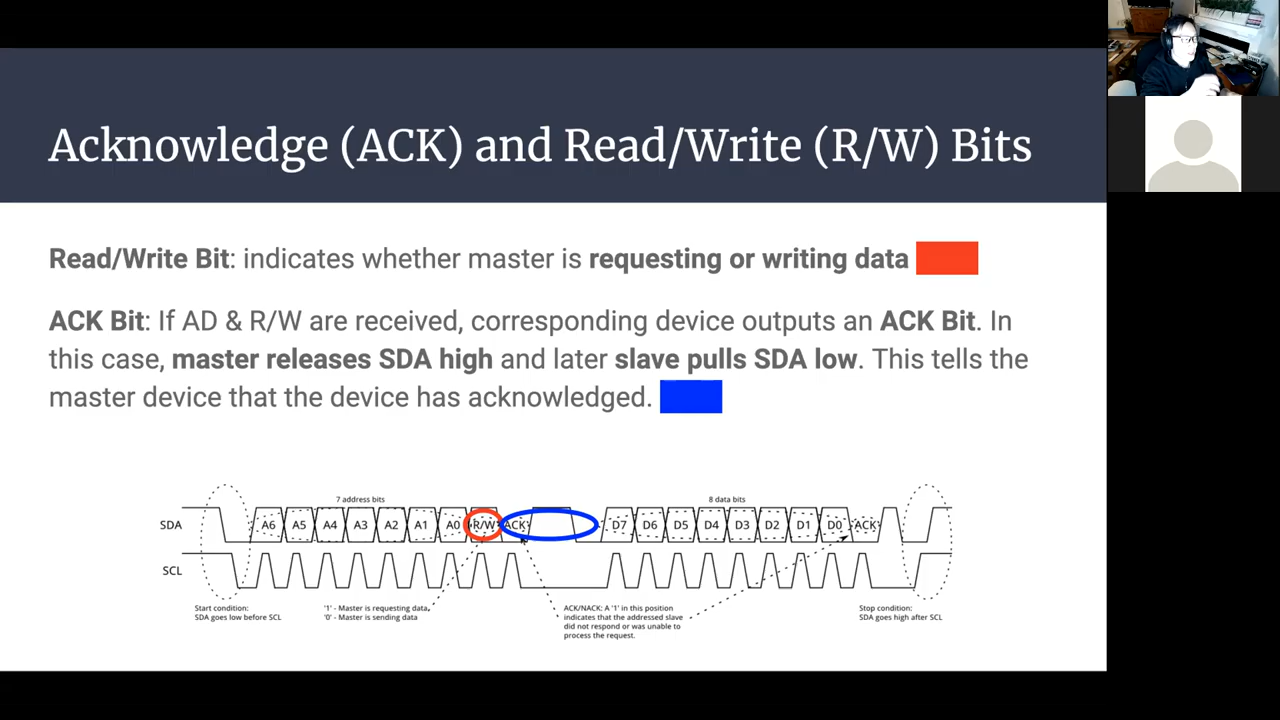 Acknowledge (ACK) and Read/Write (R/W) Bits
Read/Write Bit: indicates whether master is requesting or writing data
ACK Bit: If AD & R/W are received, corresponding device outputs an ACK Bit. In
this case, master releases SDA high and later slave pulls SDA low. This tells the
master device that the device has acknowledged.
7 address bits
8 data bits
SDA A6 A5 A4 A3 A2 A1 A0 R/W ACK D7 D6 D5 D4 D3 D2 D1 D0 ACK
SCL
Start condition:
SDA goes low before SCL
'1' - Master is requesting data,
'0' - Master is sending data
ACK/NACK: A '1' in this position
indicates that the addressed slave
did not respond or was unable to
process the request.
Stop condition:
SDA goes high after SCL